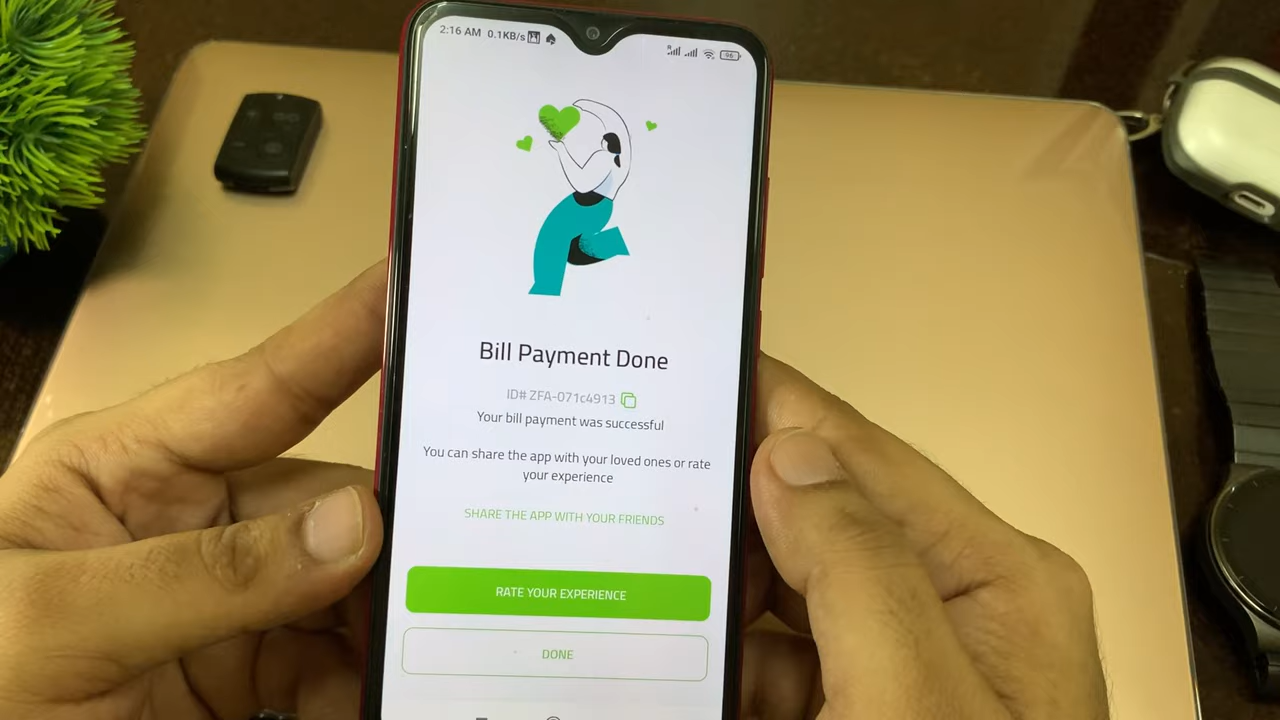 2:16 AM 0.1KB/s
R
96
Bill Payment Done
ID# ZFA-071c4913
Your bill payment was successful
You can share the app with your loved ones or rate
your experience
SHARE THE APP WITH YOUR FRIENDS
RATE YOUR EXPERIENCE
DONE